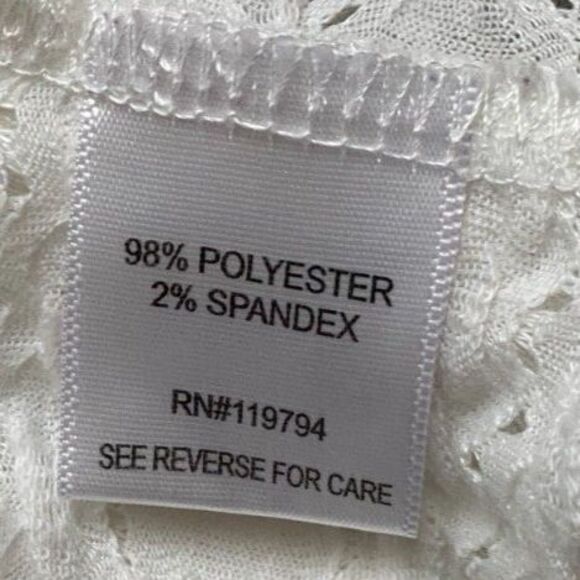 98% POLYESTER
2% SPANDEX
RN#119794
SEE REVERSE FOR CARE